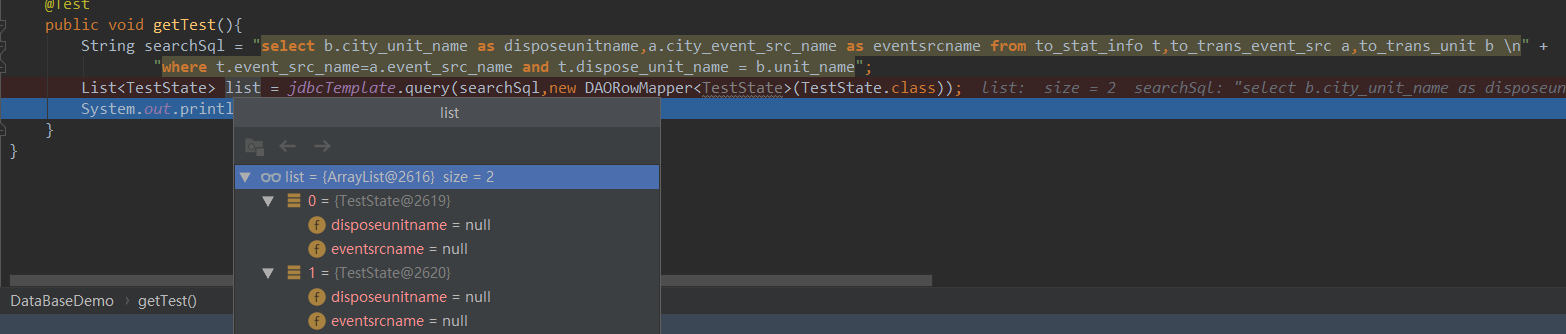 @Test
public void getTest(){
String searchSql = "select b.city_unit_name as disposeunitname,a.city_event_src_name as eventsrcname from to_stat_info t,to_trans_event_src a,to_trans_unit b \n" +
"where t.event_src_name=a.event_src_name and t.dispose_unit_name = b.unit_name";
List<TestState> list = jdbcTemplate.query(searchSql,new DAORowMapper<TestState>(TestState.class)); list: size = 2 searchSql: "select b.city_unit_name as disposeun
System.out.printl
}
}
list
list = {ArrayList@2616} size = 2
0 = {TestState@2619}
f disposeunitname = null
f eventsrcname = null
1 = {TestState@2620}
f disposeunitname = null
f eventsrcname = null
DataBaseDemo › getTest()